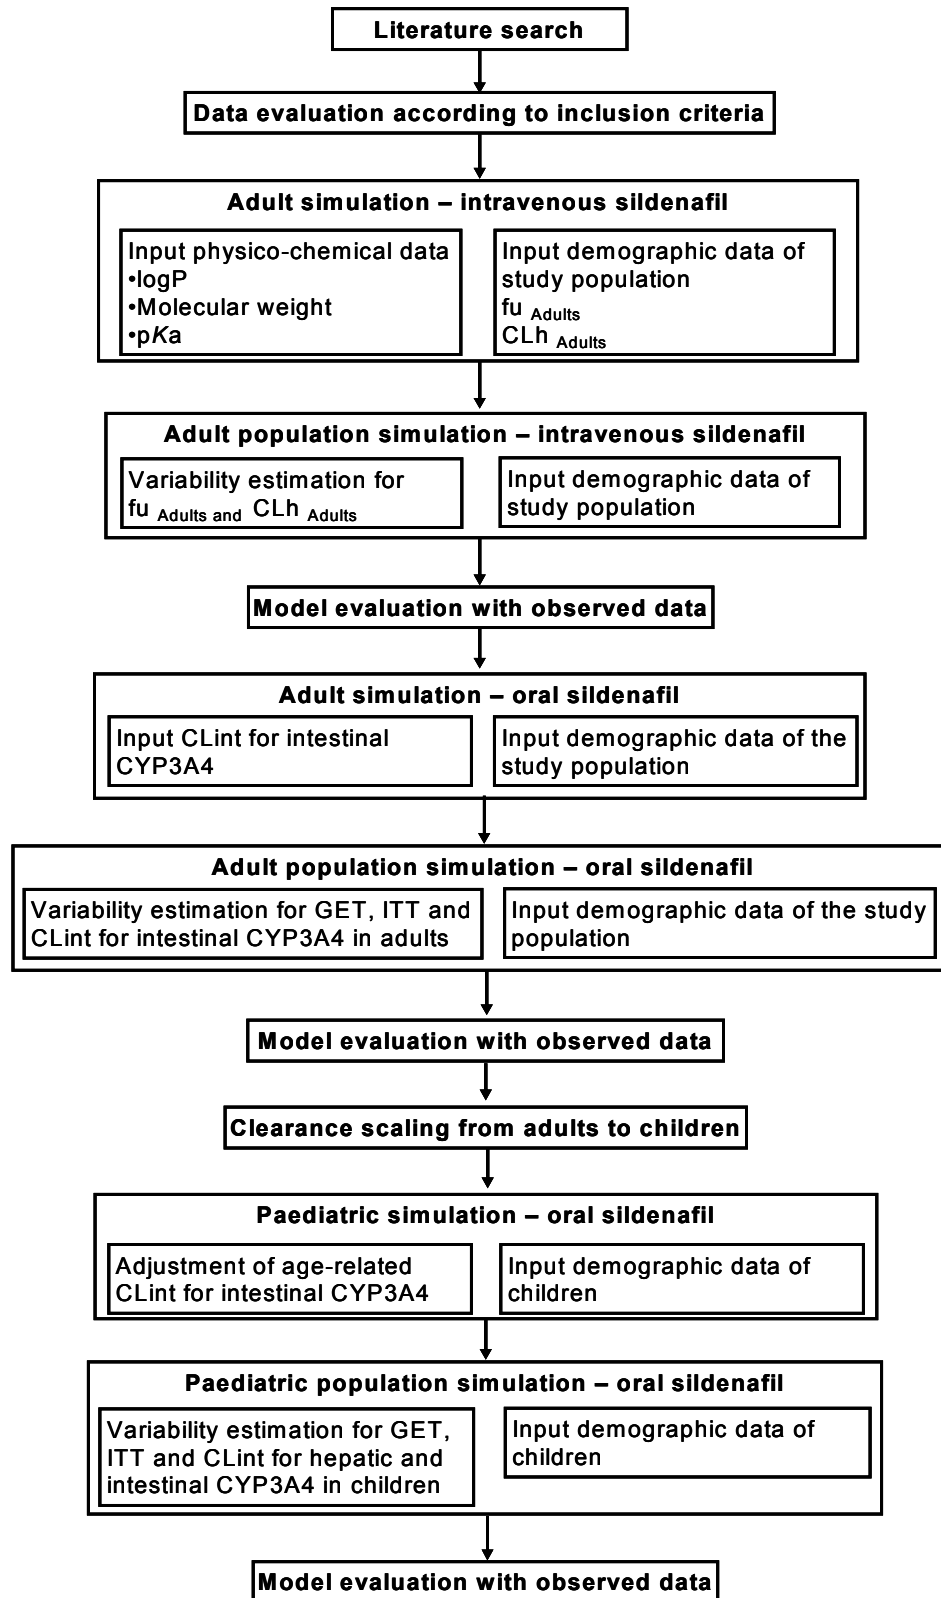 Literature search
Data evaluation according to inclusion criteria
Adult simulation – intravenous sildenafil
Input physico-chemical data
•logP
•Molecular weight
•pKa
Input demographic data of
study population
fu Adults
CLh Adults
Adult population simulation – intravenous sildenafil
Variability estimation for
fu Adults and CLh Adults
Input demographic data of
study population
Model evaluation with observed data
Adult simulation – oral sildenafil
Input CLint for intestinal
CYP3A4
Input demographic data of the
study population
Adult population simulation – oral sildenafil
Variability estimation for GET, ITT and
CLint for intestinal CYP3A4 in adults
Input demographic data of the study
population
Model evaluation with observed data
Clearance scaling from adults to children
Paediatric simulation – oral sildenafil
Adjustment of age-related
CLint for intestinal CYP3A4
Input demographic data of
children
Paediatric population simulation – oral sildenafil
Variability estimation for GET,
ITT and CLint for hepatic and
intestinal CYP3A4 in children
Input demographic data of
children
Model evaluation with observed data